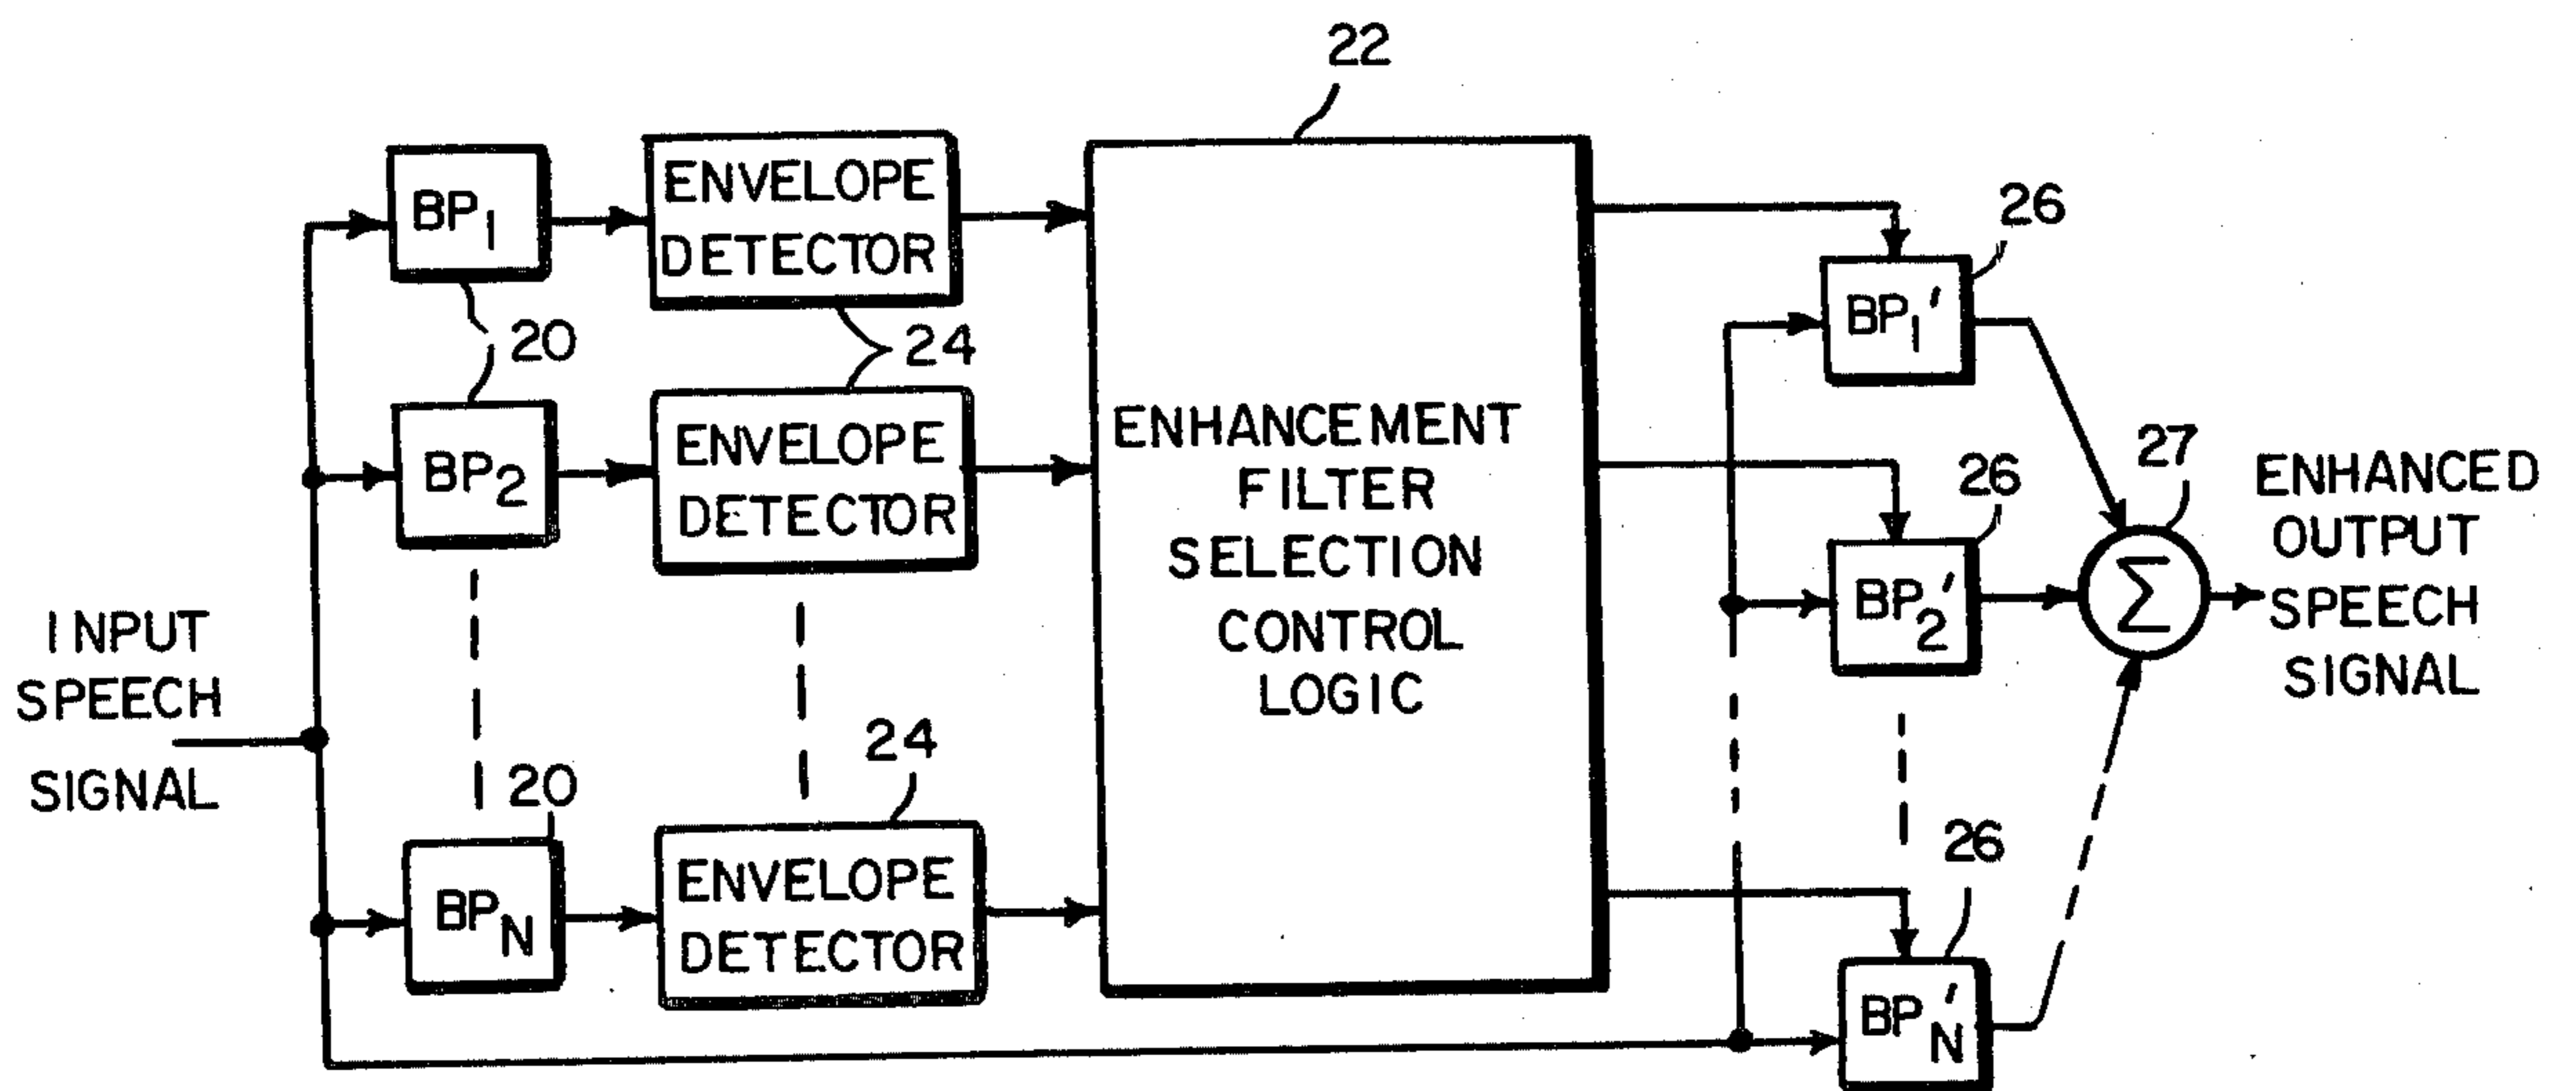 22
BP1
ENVELOPE
DETECTOR
26
BP1'
20
24
27
BP2
ENVELOPE
DETECTOR
ENHANCEMENT
FILTER
SELECTION
CONTROL
LOGIC
26
BP2'
Σ
ENHANCED
OUTPUT
SPEECH
SIGNAL
INPUT
SPEECH
SIGNAL
20
24
BPN
ENVELOPE
DETECTOR
26
BPN'